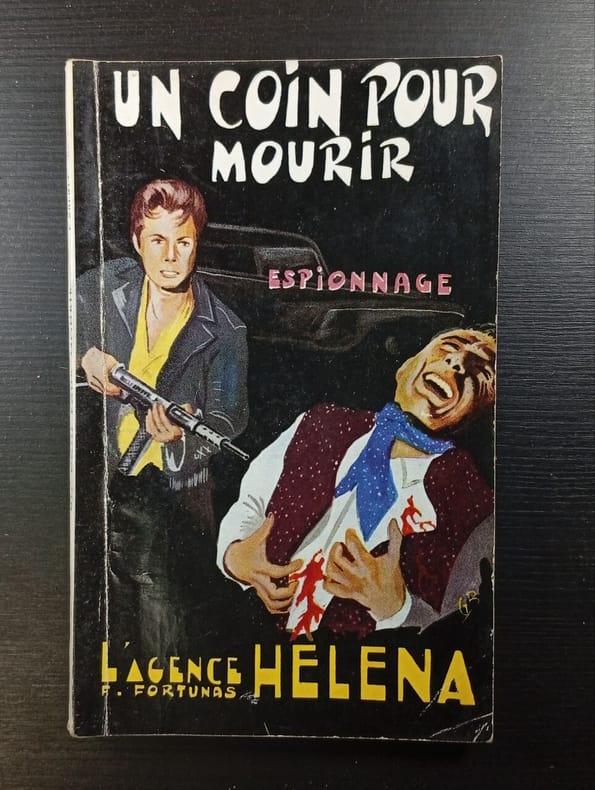 UN COIN POUR
MOURIR
ESPIONNAGE
L'AGENCE HELENA
F. FORTUNAS